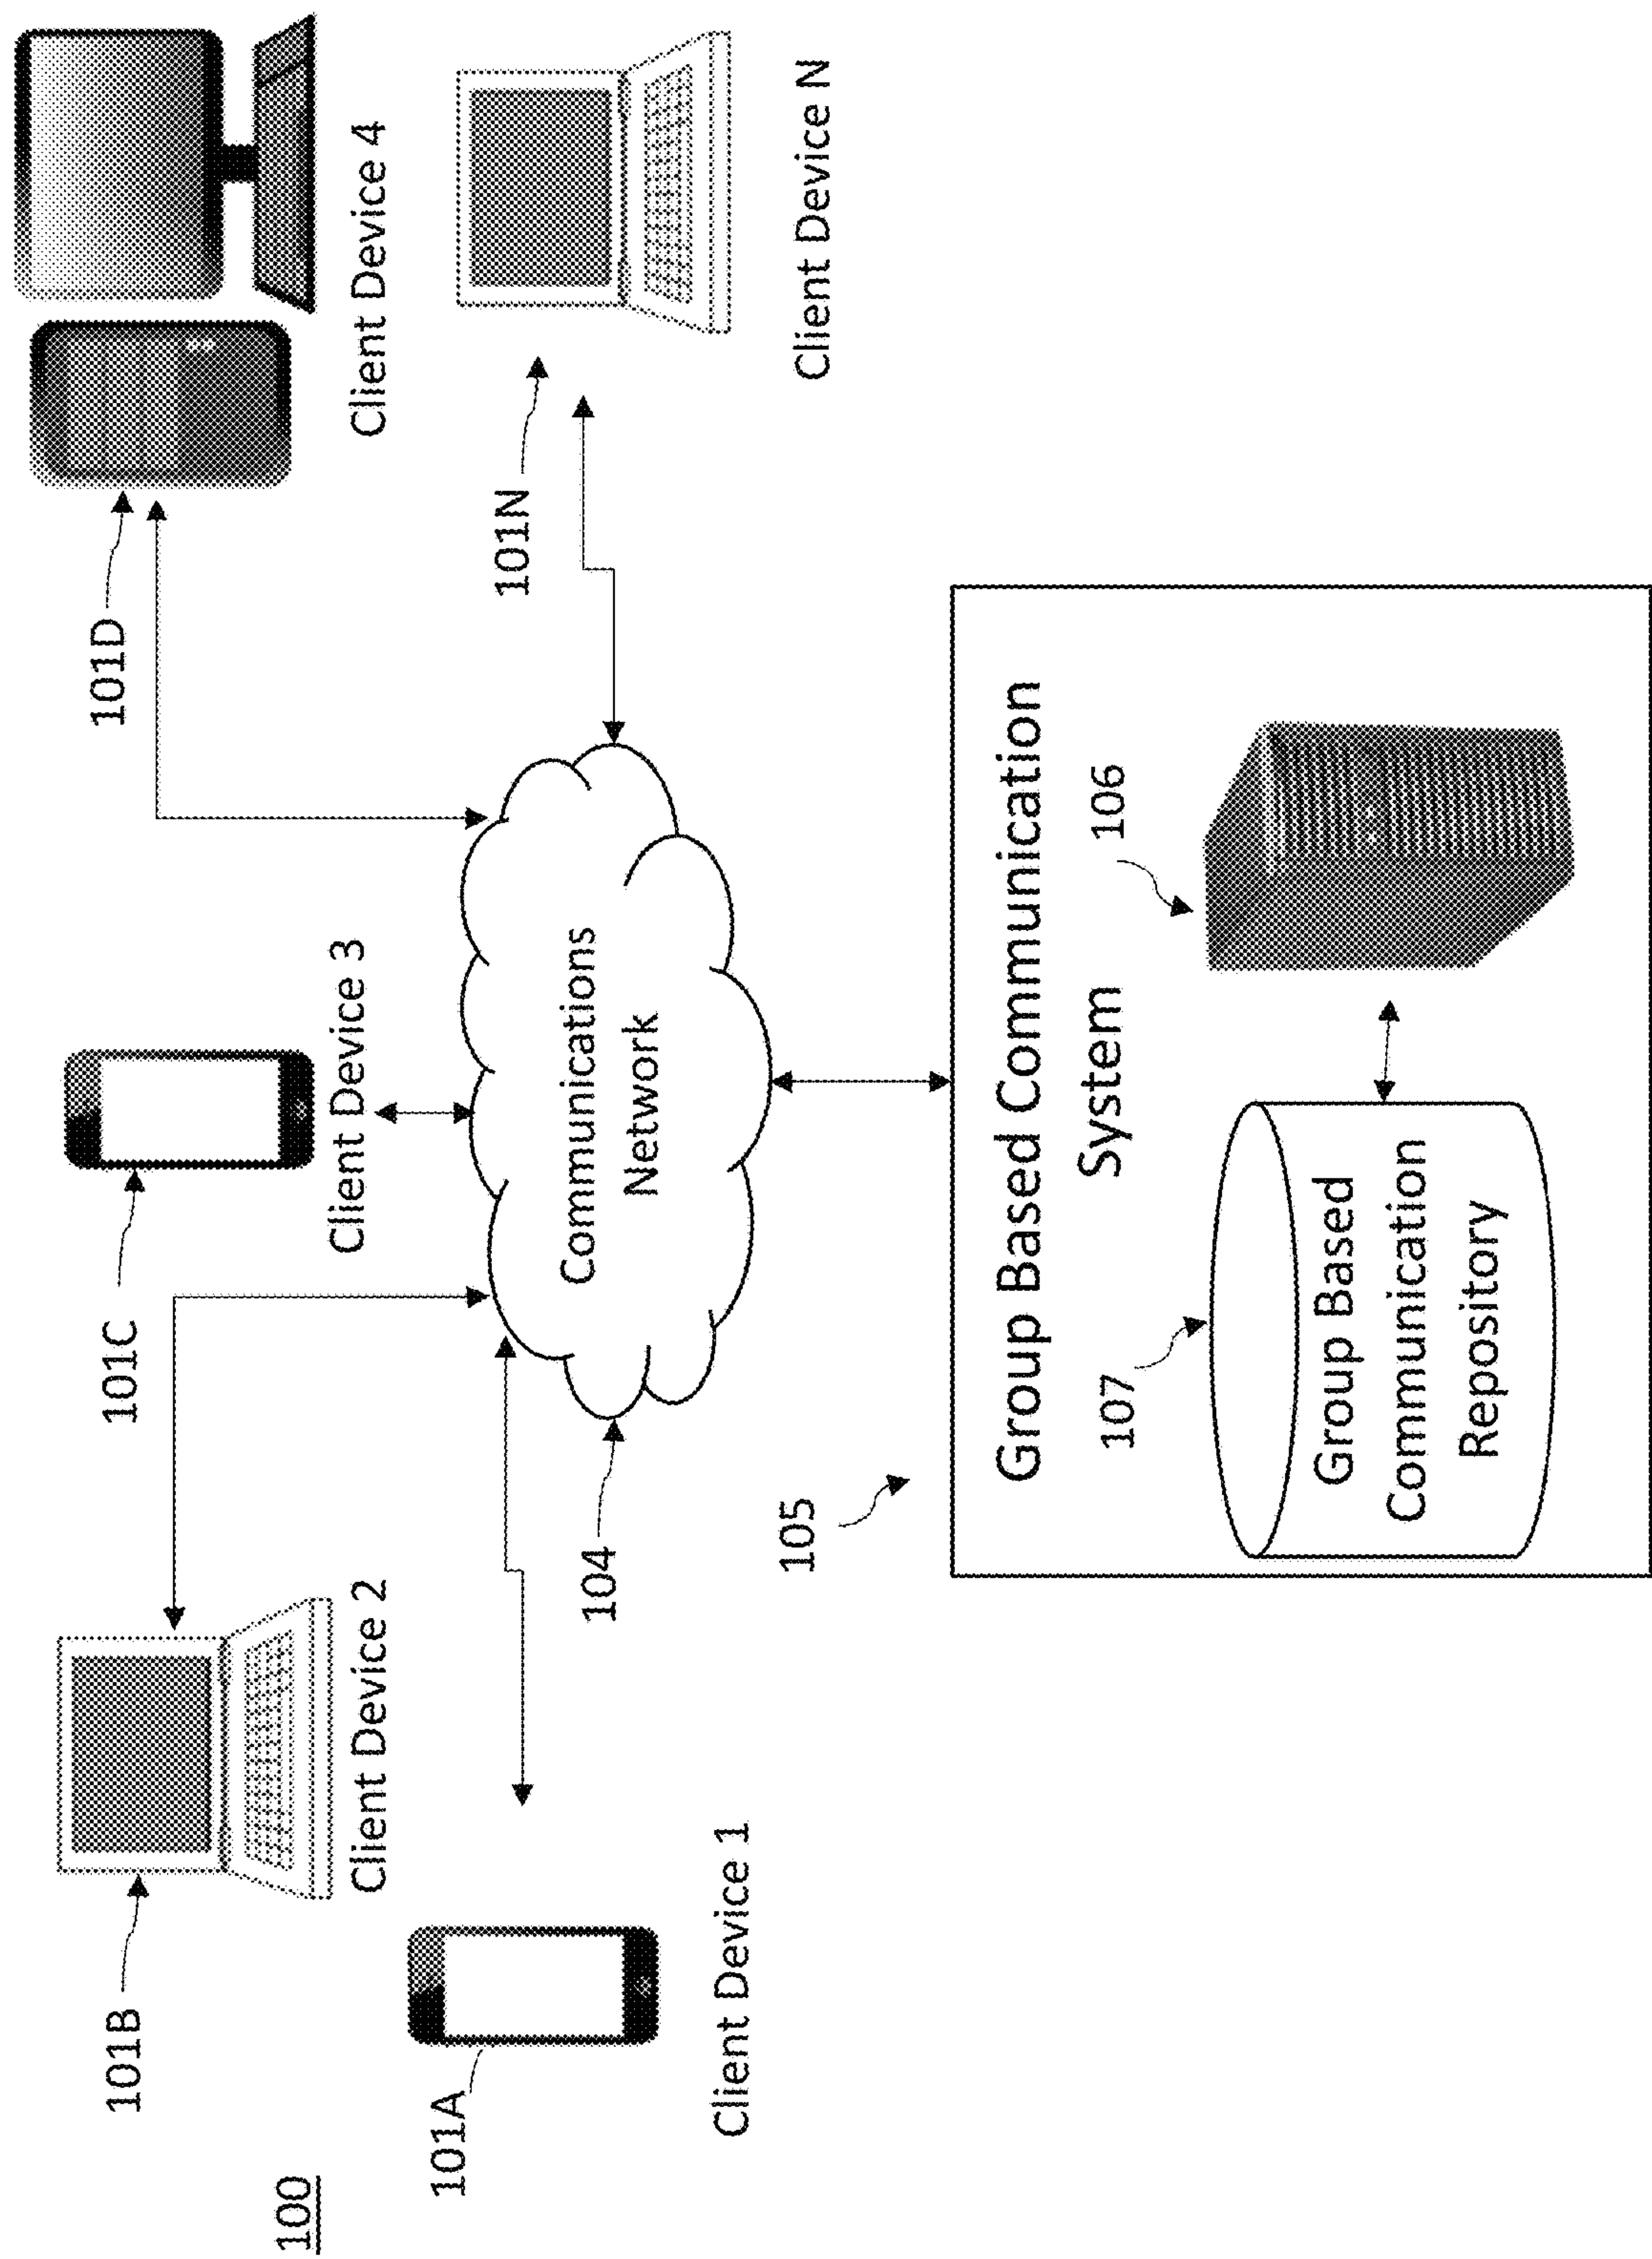 100
101A
Client Device 1
101B
Client Device 2
101C
Client Device 3
101D
Client Device 4
101N
Client Device N
104
Communications
Network
105
Group Based Communication
System
106
107
Group Based
Communication
Repository